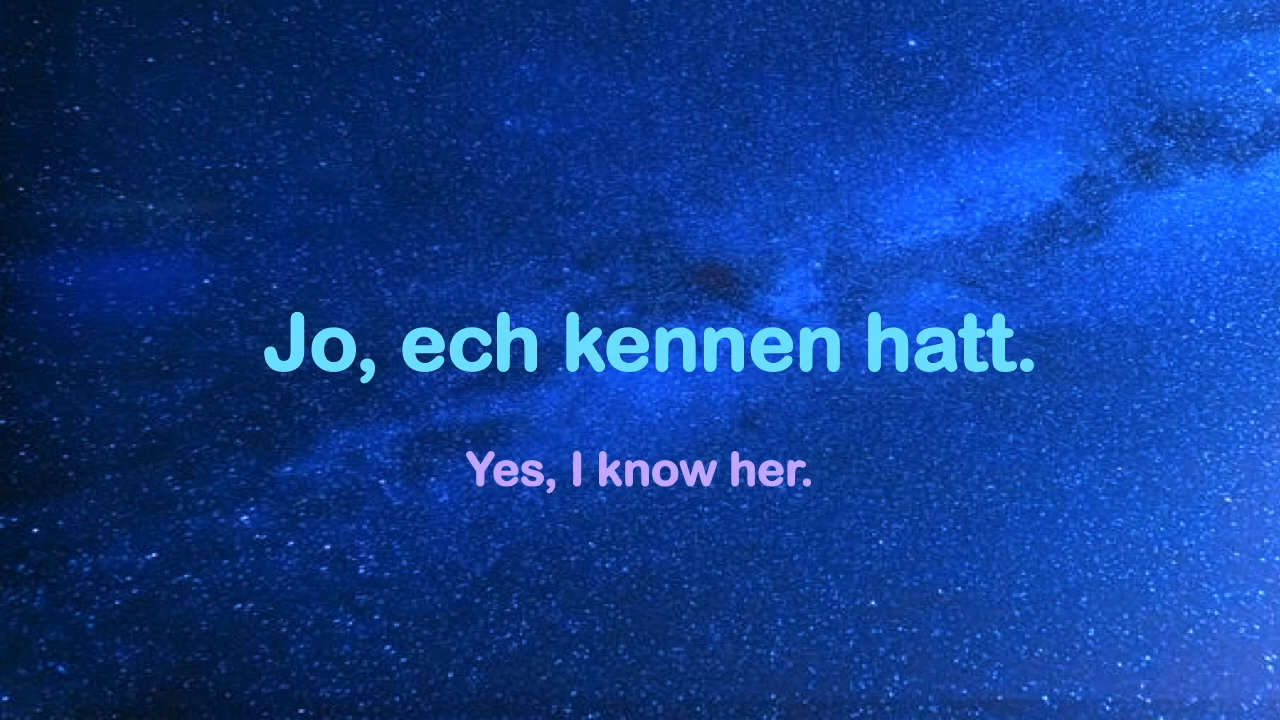 Jo, ech kennen hatt.
Yes, I know her.